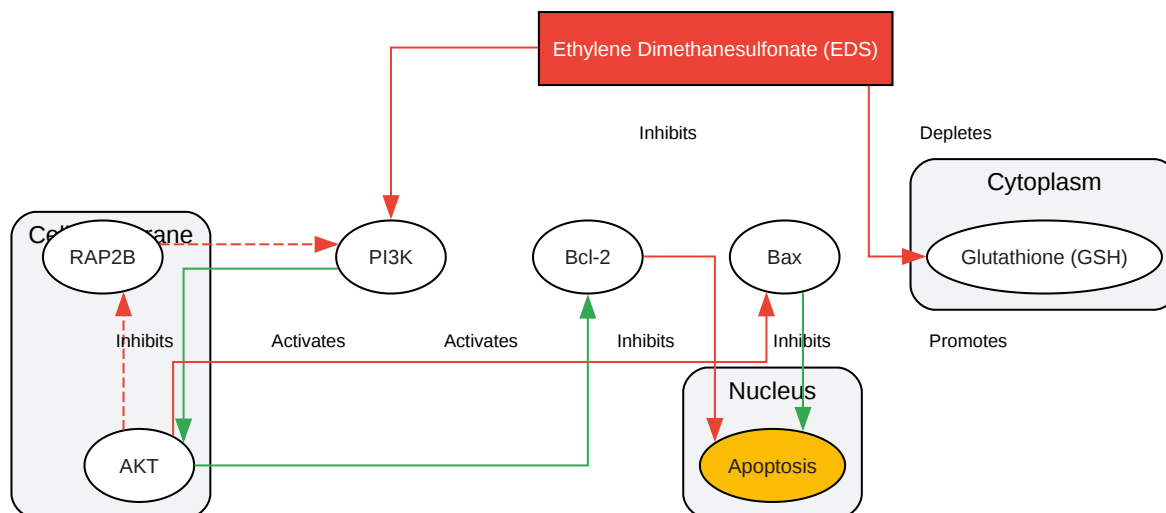 Ethylene Dimethanesulfonate (EDS)
Inhibits
Depletes
Cytoplasm
RAP2B
PI3K
Bcl-2
Bax
Glutathione (GSH)
Inhibits
Activates
Activates
Inhibits
Inhibits
Promotes
Nucleus
AKT
Apoptosis